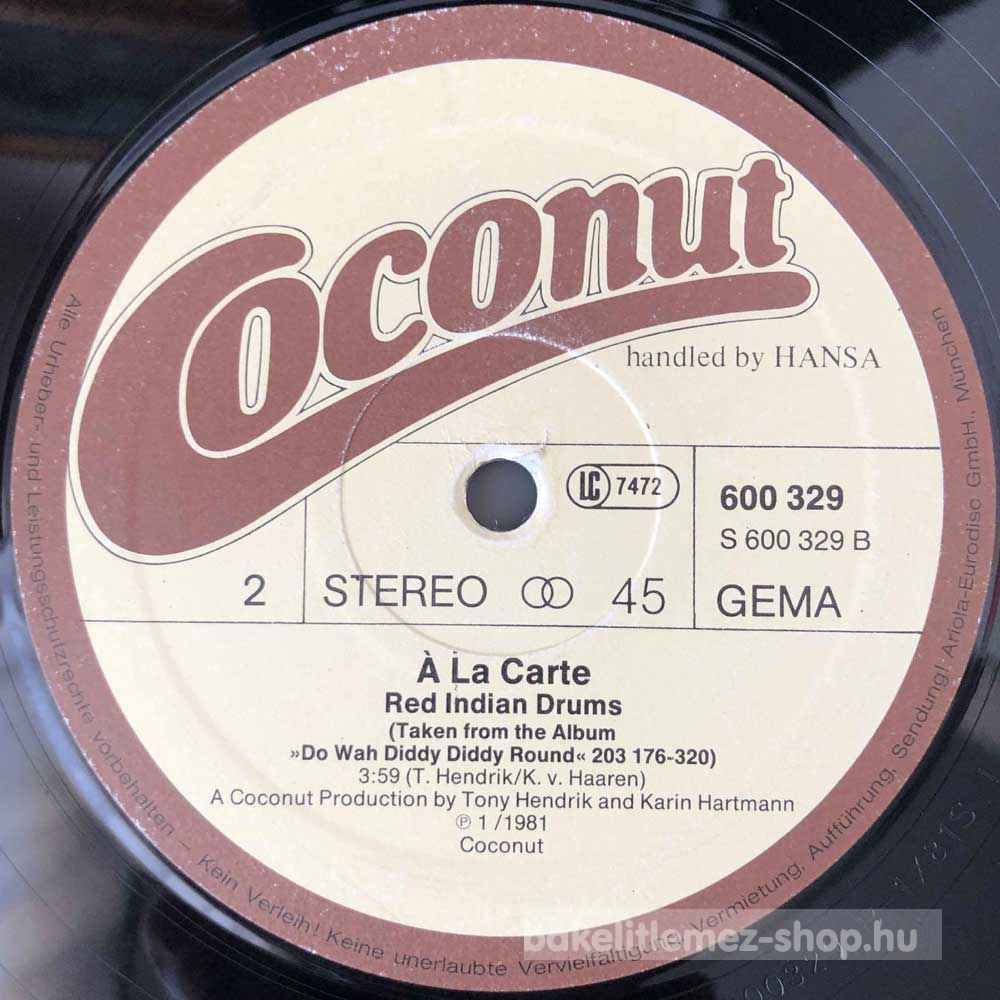 Coconut
handled by HANSA
LC 7472
600 329
S 600 329 B
2
STEREO
45
GEMA
À La Carte
Red Indian Drums
(Taken from the Album
»Do Wah Diddy Diddy Round« 203 176-320)
3:59 (T. Hendrik/K. v. Haaren)
A Coconut Production by Tony Hendrik and Karin Hartmann
℗ 1/1981
Coconut
Alle Urheber- und Leistungsschutzrechte vorbehalten – Kein Verleih! Keine unerlaubte Vervielfältigung, Vermietung, Aufführung, Sendung! Ariola-Eurodisc GmbH., München
bakelitlemez-shop.hu